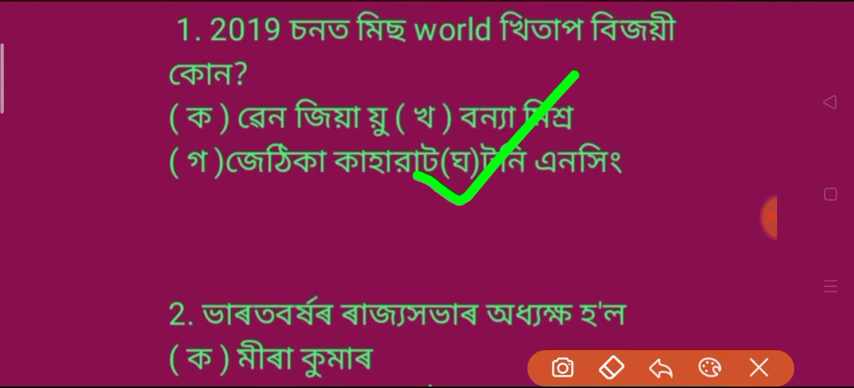 1. 2019 চনত মিছ world খিতাপ বিজয়ী
কোন?
( ক ) ৱেন জিয়া য়ু ( খ ) বন্যা মিশ্ৰ
( গ )জেঠিকা কাহাৰাট(ঘ)টনি এনসিং
2. ভাৰতবৰ্ষৰ ৰাজ্যসভাৰ অধ্যক্ষ হ'ল
( ক ) মীৰা কুমাৰ